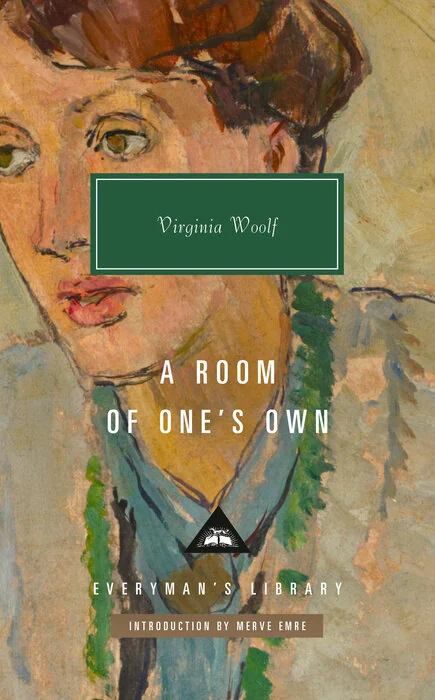 Virginia Woolf
A ROOM
OF ONE'S OWN
EVERYMAN'S LIBRARY
INTRODUCTION BY MERVE EMRE